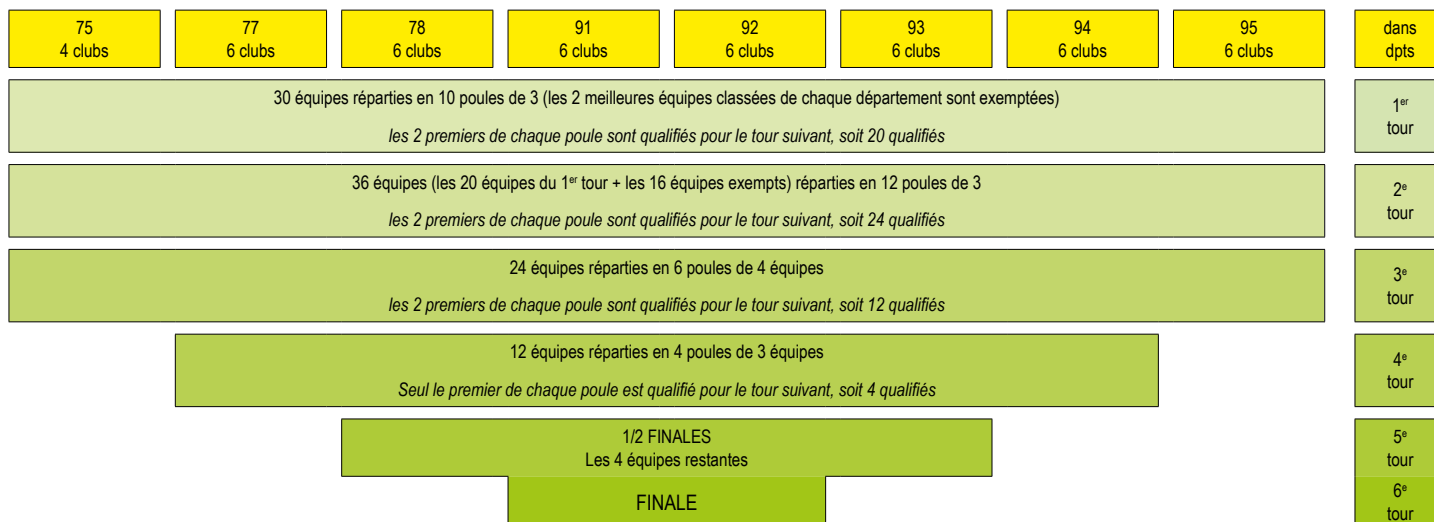 75
4 clubs
77
6 clubs
78
6 clubs
91
6 clubs
92
6 clubs
93
6 clubs
94
6 clubs
95
6 clubs
dans
dpts
30 équipes réparties en 10 poules de 3 (les 2 meilleures équipes classées de chaque département sont exemptées)
les 2 premiers de chaque poule sont qualifiés pour le tour suivant, soit 20 qualifiés
1er
tour
36 équipes (les 20 équipes du 1er tour + les 16 équipes exempts) réparties en 12 poules de 3
les 2 premiers de chaque poule sont qualifiés pour le tour suivant, soit 24 qualifiés
2e
tour
24 équipes réparties en 6 poules de 4 équipes
les 2 premiers de chaque poule sont qualifiés pour le tour suivant, soit 12 qualifiés
3e
tour
12 équipes réparties en 4 poules de 3 équipes
Seul le premier de chaque poule est qualifié pour le tour suivant, soit 4 qualifiés
4e
tour
1/2 FINALES
Les 4 équipes restantes
5e
tour
FINALE
6e
tour